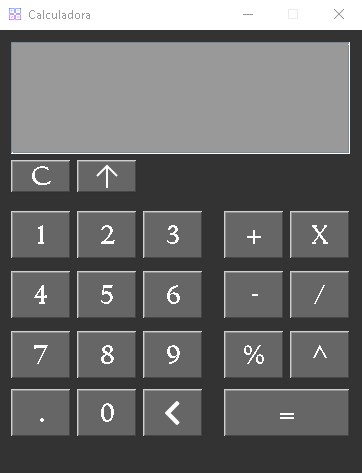 Calculadora
C ↑
1 2 3 + X
4 5 6 - /
7 8 9 % ^
. 0 < =